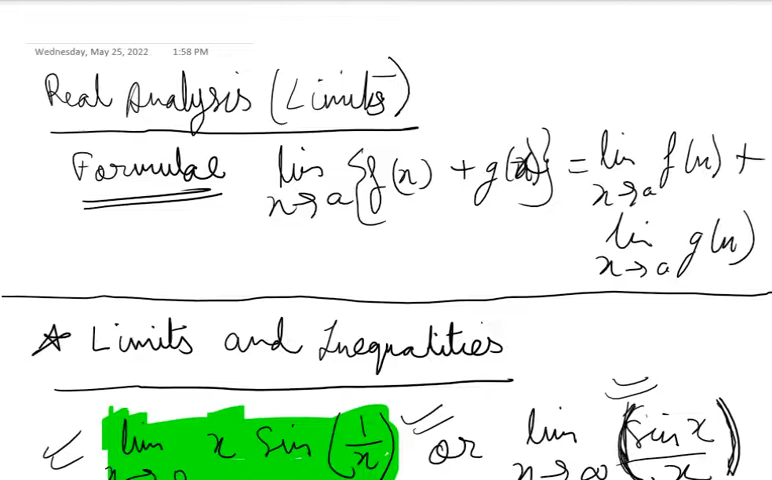 Wednesday, May 25, 2022 1:58 PM
Real Analysis (Limits)
Formulae lim x→a {f(x) + g(x)} = lim x→a f(x) +
lim x→a g(x)
★ Limits and Inequalities
✓ lim x→0 x sin (1/x) ✓ or lim x→∞ (sin x / x)